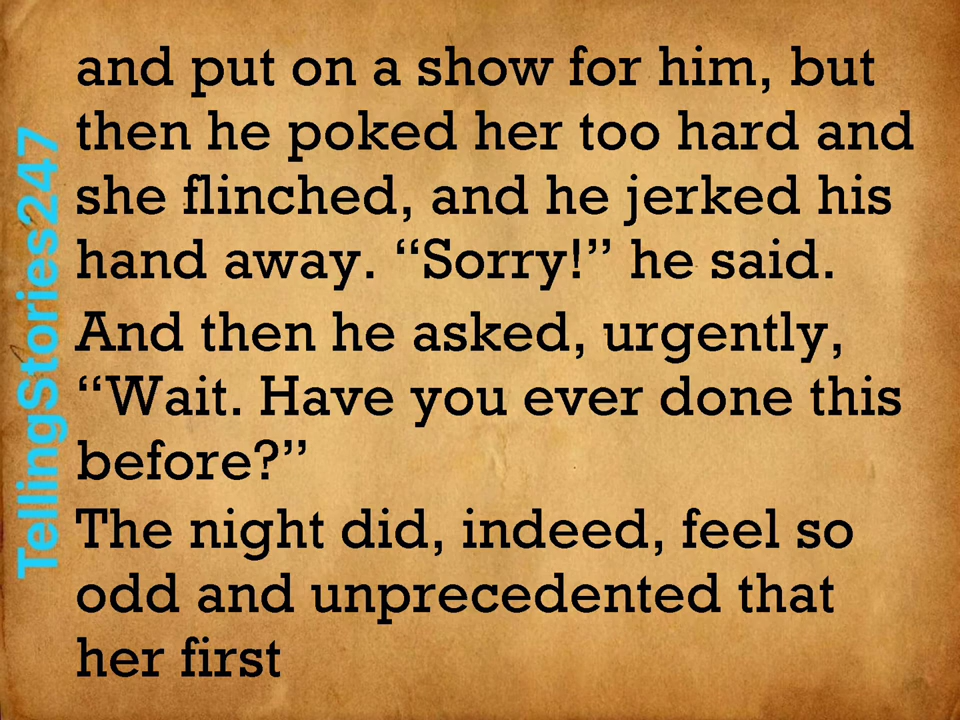 and put on a show for him, but
then he poked her too hard and
she flinched, and he jerked his
hand away. “Sorry!” he said.
And then he asked, urgently,
“Wait. Have you ever done this
before?”
The night did, indeed, feel so
odd and unprecedented that
her first
TellingStories247